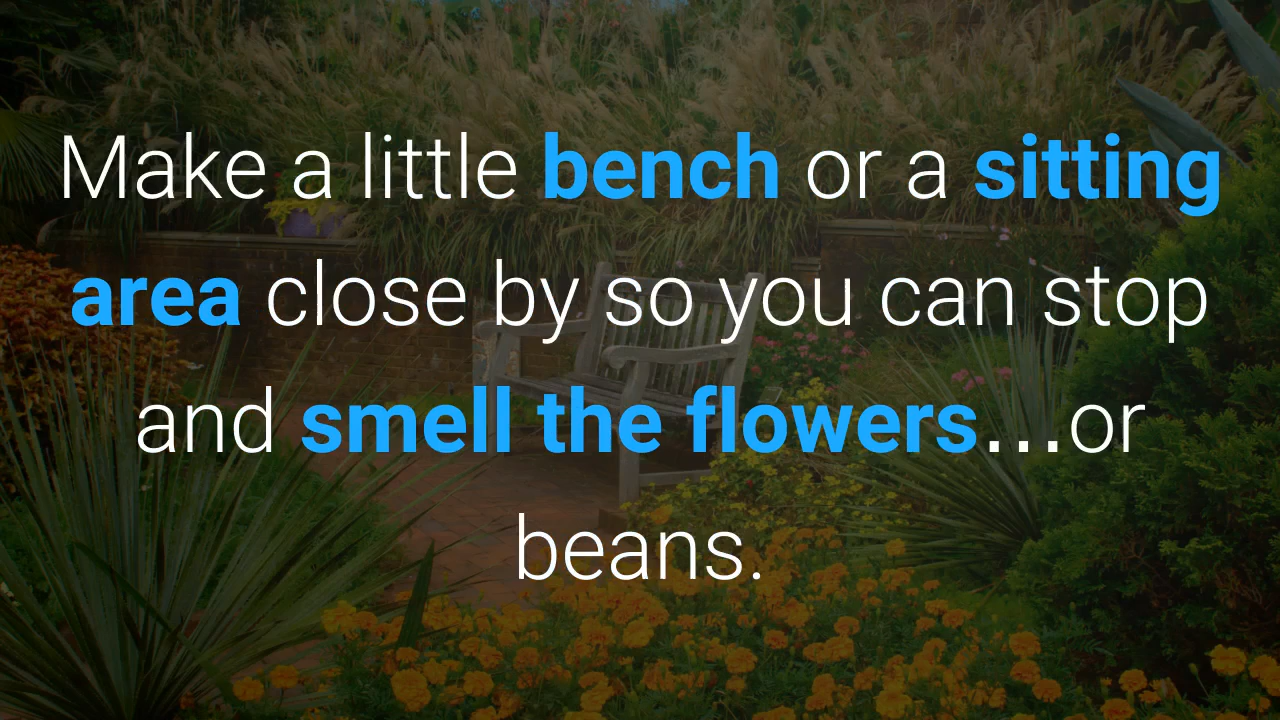 Make a little bench or a sitting
area close by so you can stop
and smell the flowers...or
beans.